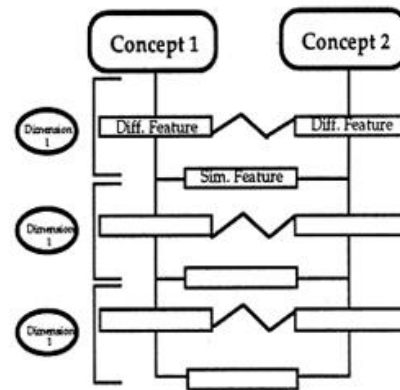 Concept 1
Concept 2
Dimension
1
Diff. Feature
Diff. Feature
Sim. Feature
Dimension
1
Dimension
1